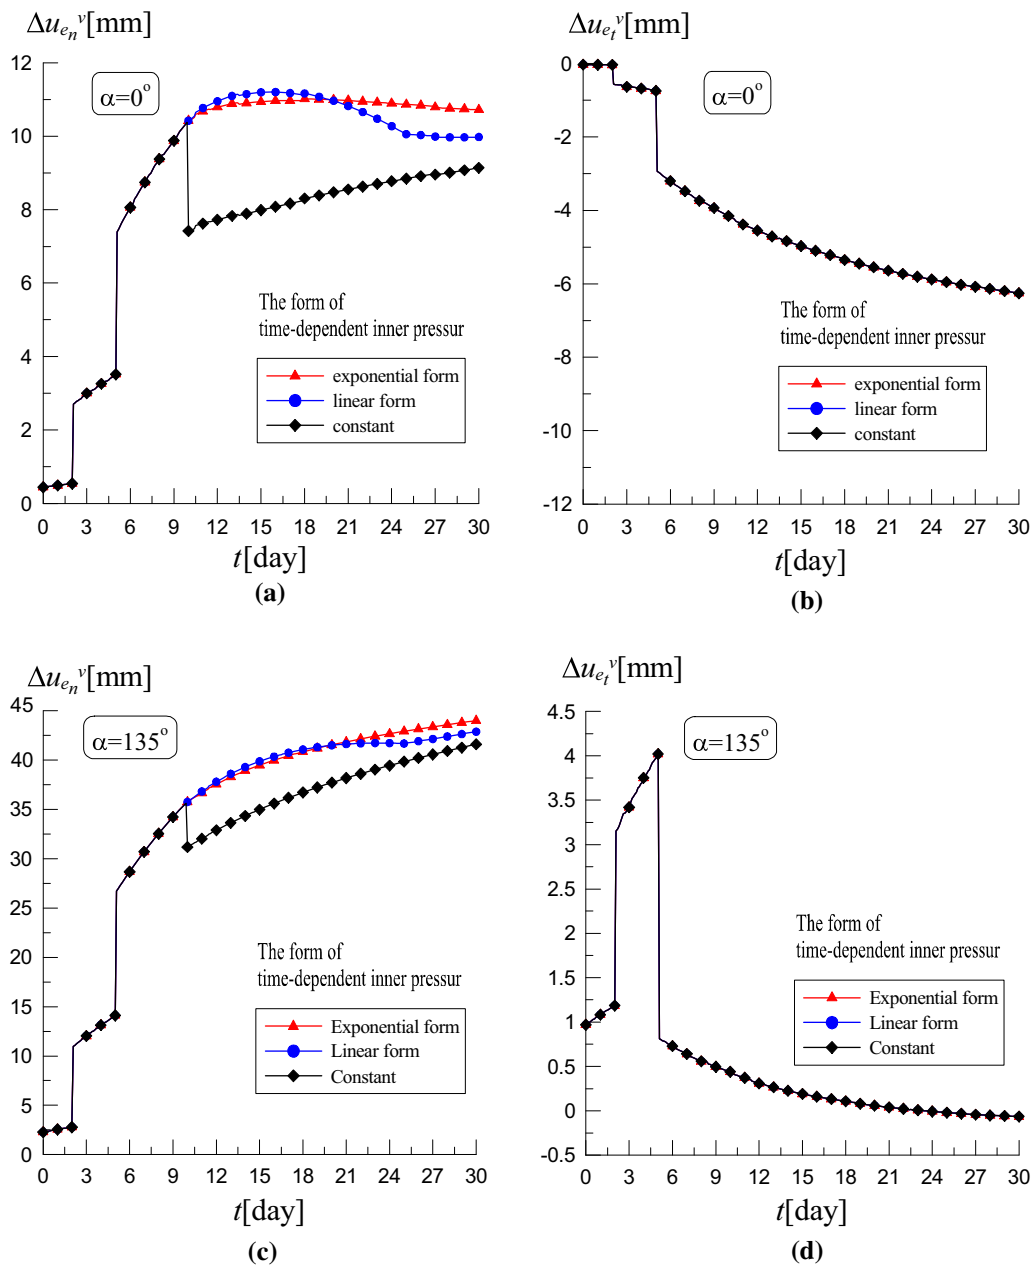 Δu_{e_n}^v[mm]
12
10
8
6
4
2
0
α=0°
The form of
time-dependent inner pressur
exponential form
linear form
constant
0 3 6 9 12 15 18 21 24 27 30
t[day]
(a)
Δu_{e_t}^v[mm]
0
-2
-4
-6
-8
-10
-12
α=0°
The form of
time-dependent inner pressur
exponential form
linear form
constant
0 3 6 9 12 15 18 21 24 27 30
t[day]
(b)
Δu_{e_n}^v[mm]
45
40
35
30
25
20
15
10
5
0
α=135°
The form of
time-dependent inner pressur
Exponential form
Linear form
Constant
0 3 6 9 12 15 18 21 24 27 30
t[day]
(c)
Δu_{e_t}^v[mm]
4.5
4
3.5
3
2.5
2
1.5
1
0.5
0
-0.5
α=135°
The form of
time-dependent inner pressur
Exponential form
Linear form
Constant
0 3 6 9 12 15 18 21 24 27 30
t[day]
(d)